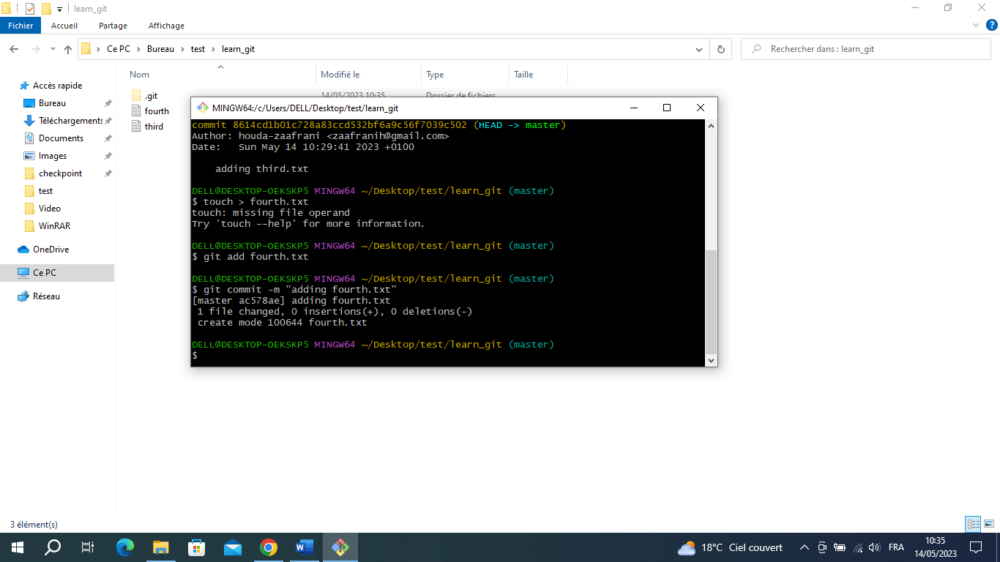 learn_git
Fichier Accueil Partage Affichage
Ce PC Bureau test learn_git
Rechercher dans : learn_git
Nom Modifié le Type Taille
Accès rapide
Bureau
Téléchargements
Documents
Images
checkpoint
test
Video
WinRAR
OneDrive
Ce PC
Réseau
.git 14/05/2023 10:35 Dossier de fichiers
fourth
third
MINGW64:/c/Users/DELL/Desktop/test/learn_git
commit 8614cd1b01c728a83ccd532bf6a9c56f7039c502 (HEAD -> master)
Author: houda-zaafrani <zaafranih@gmail.com>
Date:   Sun May 14 10:29:41 2023 +0100
    adding third.txt
DELL@DESKTOP-OEKSKP5 MINGW64 ~/Desktop/test/learn_git (master)
$ touch > fourth.txt
touch: missing file operand
Try 'touch --help' for more information.
DELL@DESKTOP-OEKSKP5 MINGW64 ~/Desktop/test/learn_git (master)
$ git add fourth.txt
DELL@DESKTOP-OEKSKP5 MINGW64 ~/Desktop/test/learn_git (master)
$ git commit -m "adding fourth.txt"
[master ac578ae] adding fourth.txt
 1 file changed, 0 insertions(+), 0 deletions(-)
 create mode 100644 fourth.txt
DELL@DESKTOP-OEKSKP5 MINGW64 ~/Desktop/test/learn_git (master)
$
3 élément(s)
18°C Ciel couvert
FRA
10:35
14/05/2023